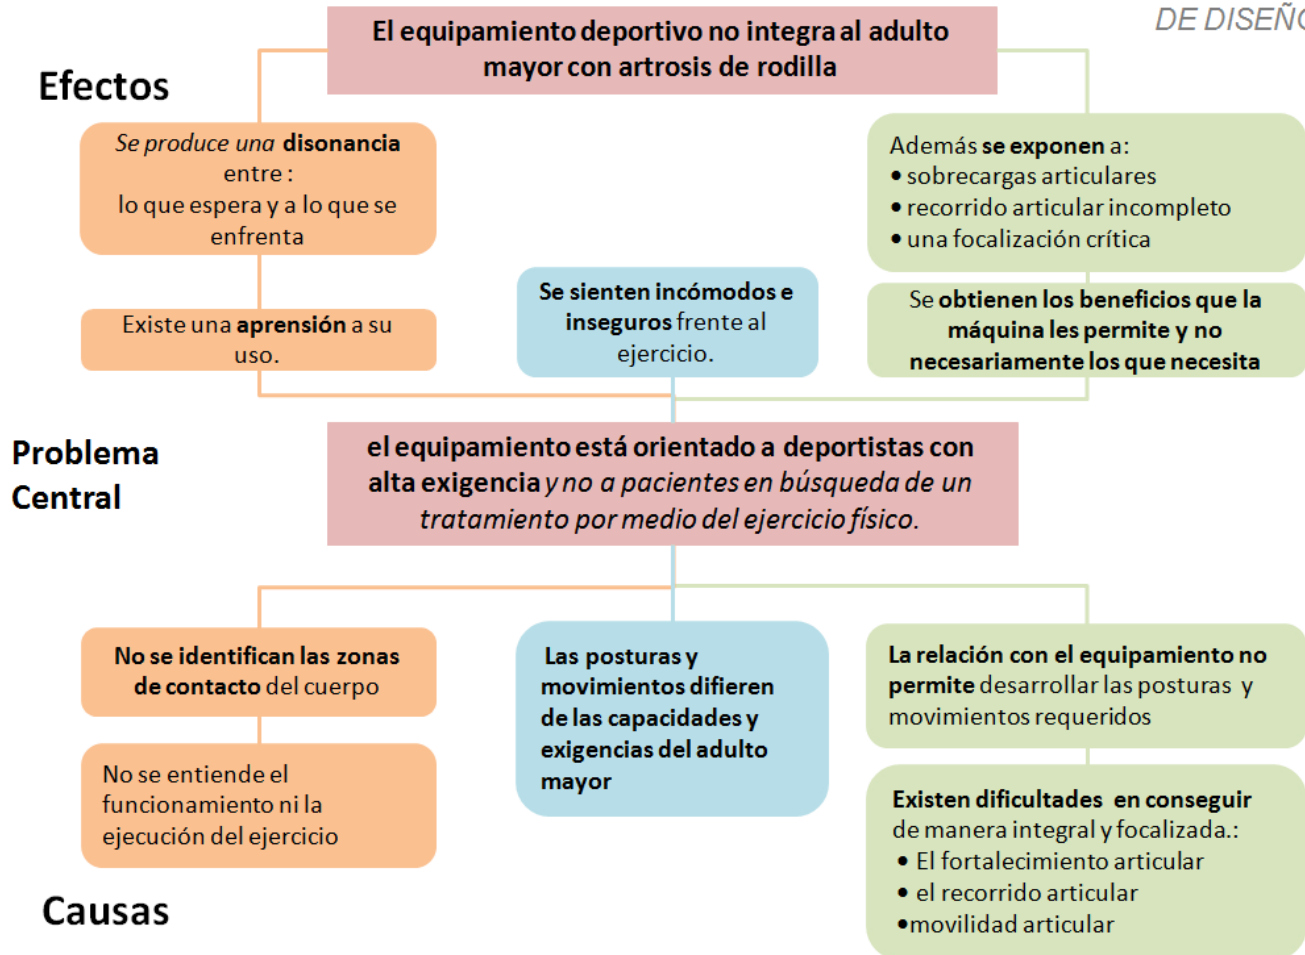 DE DISEÑO
El equipamiento deportivo no integra al adulto
mayor con artrosis de rodilla
Efectos
Se produce una disonancia
entre :
lo que espera y a lo que se
enfrenta
Además se exponen a:
• sobrecargas articulares
• recorrido articular incompleto
• una focalización crítica
Existe una aprensión a su
uso.
Se sienten incómodos e
inseguros frente al
ejercicio.
Se obtienen los beneficios que la
máquina les permite y no
necesariamente los que necesita
Problema
Central
el equipamiento está orientado a deportistas con
alta exigencia y no a pacientes en búsqueda de un
tratamiento por medio del ejercicio físico.
No se identifican las zonas
de contacto del cuerpo
No se entiende el
funcionamiento ni la
ejecución del ejercicio
Las posturas y
movimientos difieren
de las capacidades y
exigencias del adulto
mayor
La relación con el equipamiento no
permite desarrollar las posturas y
movimientos requeridos
Existen dificultades en conseguir
de manera integral y focalizada.:
• El fortalecimiento articular
• el recorrido articular
•movilidad articular
Causas